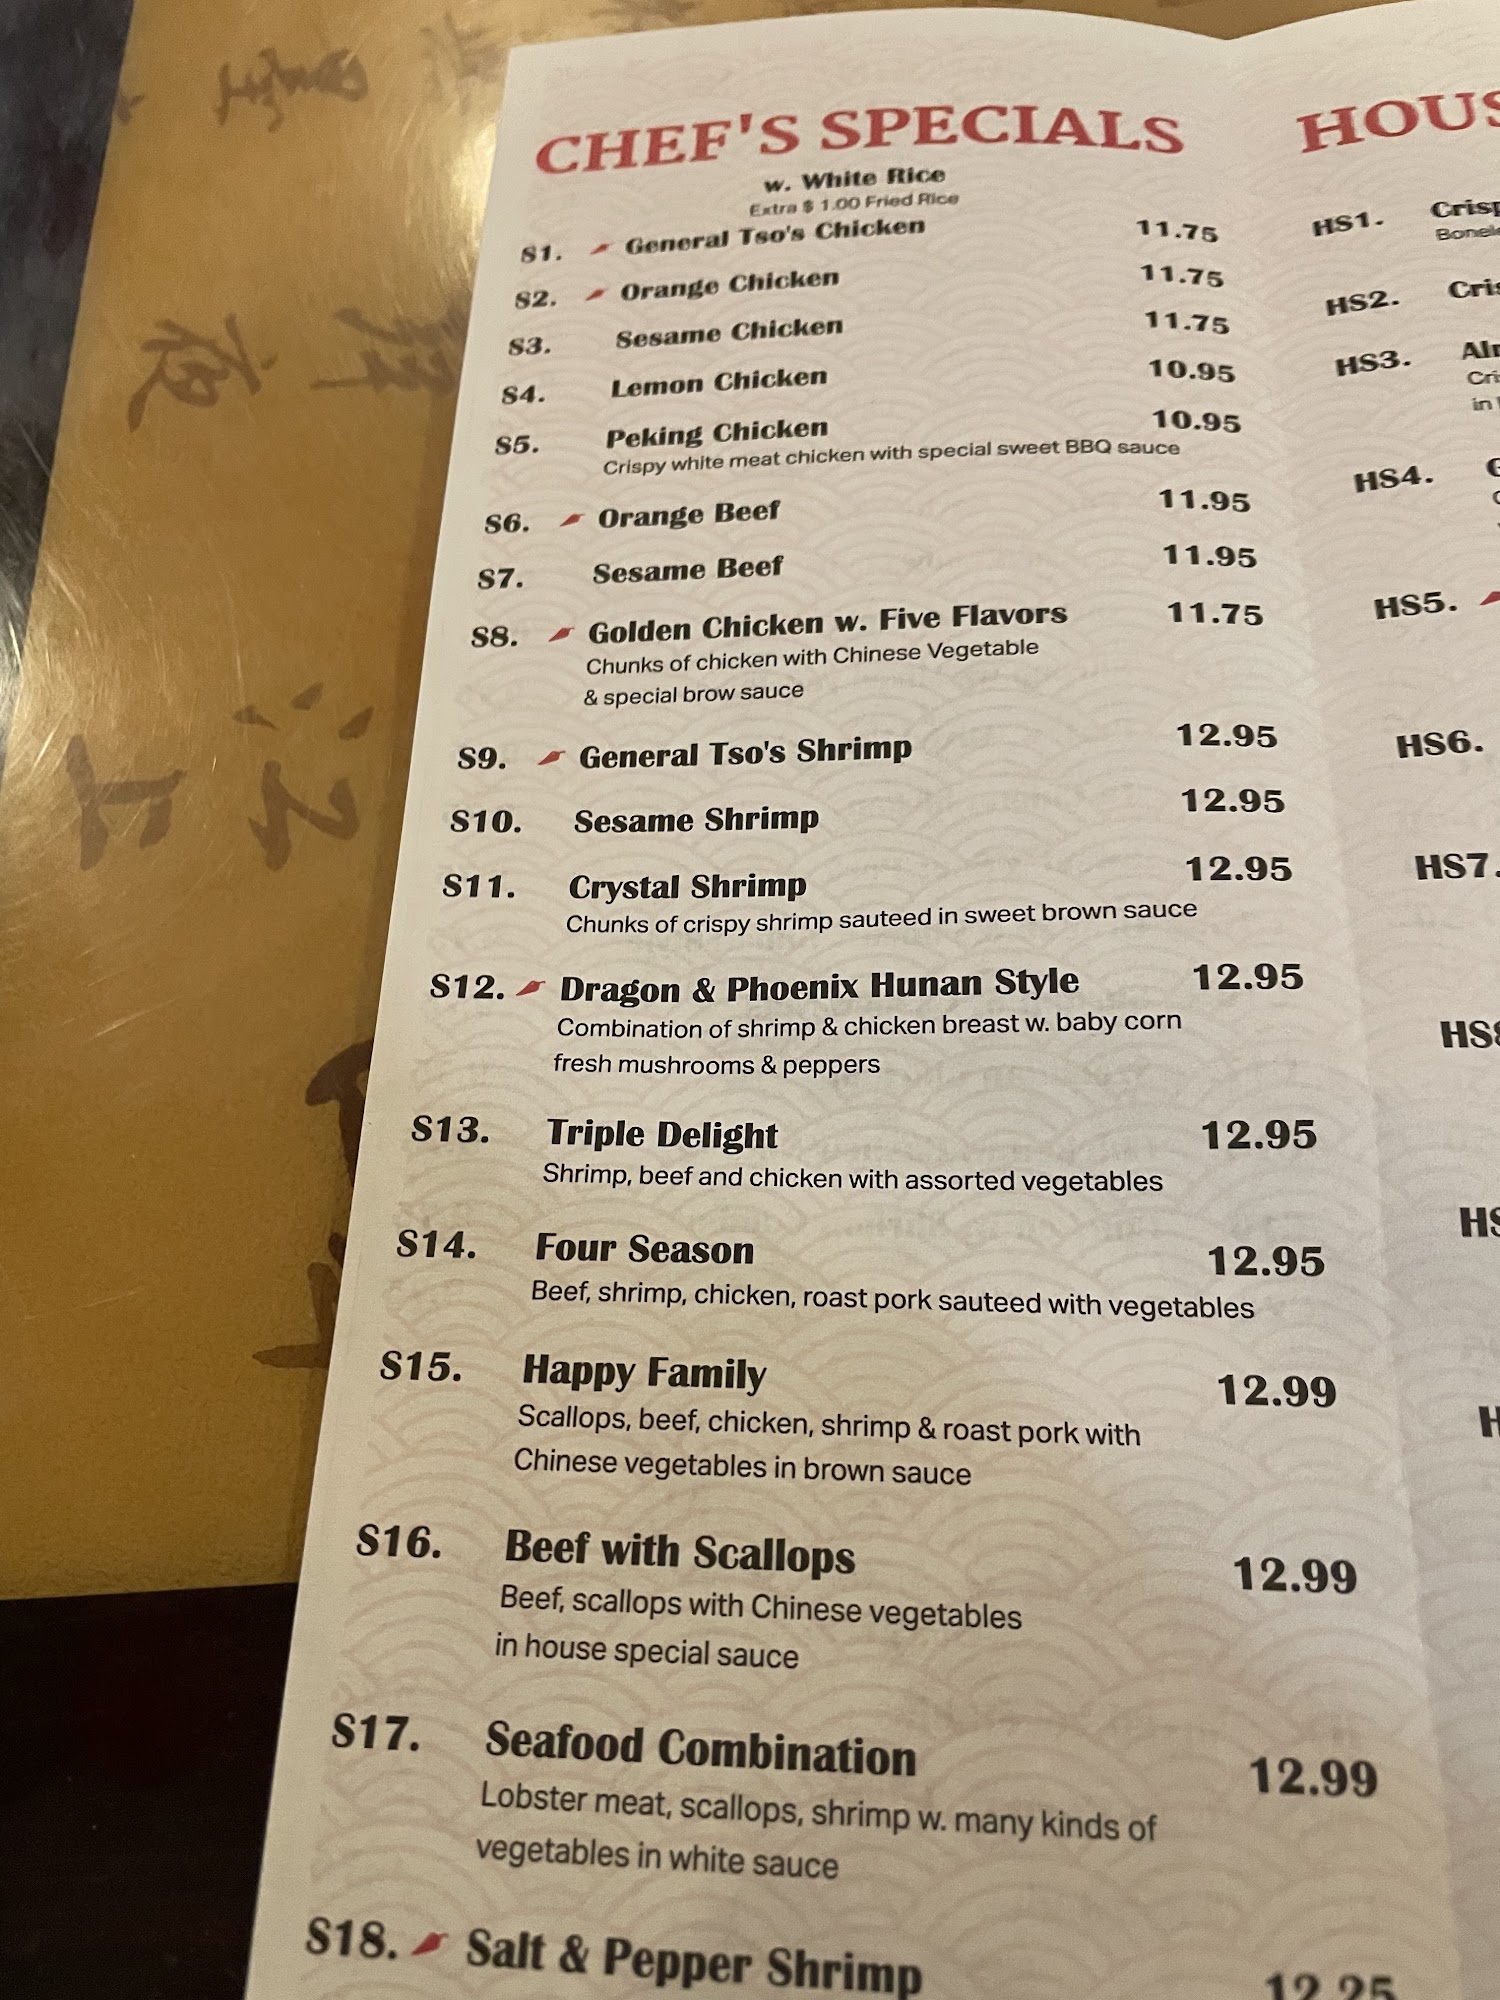 CHEF'S SPECIALS
w. White Rice
Extra $ 1.00 Fried Rice
S1. General Tso's Chicken 11.75
S2. Orange Chicken 11.75
S3. Sesame Chicken 11.75
S4. Lemon Chicken 10.95
S5. Peking Chicken 10.95
Crispy white meat chicken with special sweet BBQ sauce
S6. Orange Beef 11.95
S7. Sesame Beef 11.95
S8. Golden Chicken w. Five Flavors 11.75
Chunks of chicken with Chinese Vegetable
& special brow sauce
S9. General Tso's Shrimp 12.95
S10. Sesame Shrimp 12.95
S11. Crystal Shrimp 12.95
Chunks of crispy shrimp sauteed in sweet brown sauce
S12. Dragon & Phoenix Hunan Style 12.95
Combination of shrimp & chicken breast w. baby corn
fresh mushrooms & peppers
S13. Triple Delight 12.95
Shrimp, beef and chicken with assorted vegetables
S14. Four Season 12.95
Beef, shrimp, chicken, roast pork sauteed with vegetables
S15. Happy Family 12.99
Scallops, beef, chicken, shrimp & roast pork with
Chinese vegetables in brown sauce
S16. Beef with Scallops 12.99
Beef, scallops with Chinese vegetables
in house special sauce
S17. Seafood Combination 12.99
Lobster meat, scallops, shrimp w. many kinds of
vegetables in white sauce
S18. Salt & Pepper Shrimp 12.25
HS1.
HS2.
HS3.
in
HS4.
HS5.
HS6.
HS7.